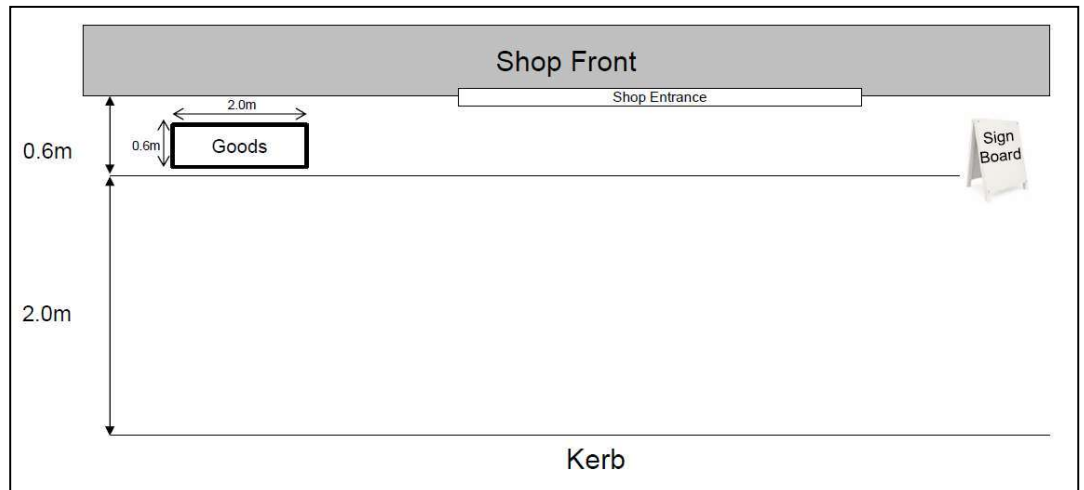 Shop Front
Shop Entrance
2.0m
0.6m
0.6m
Goods
Sign
Board
2.0m
Kerb